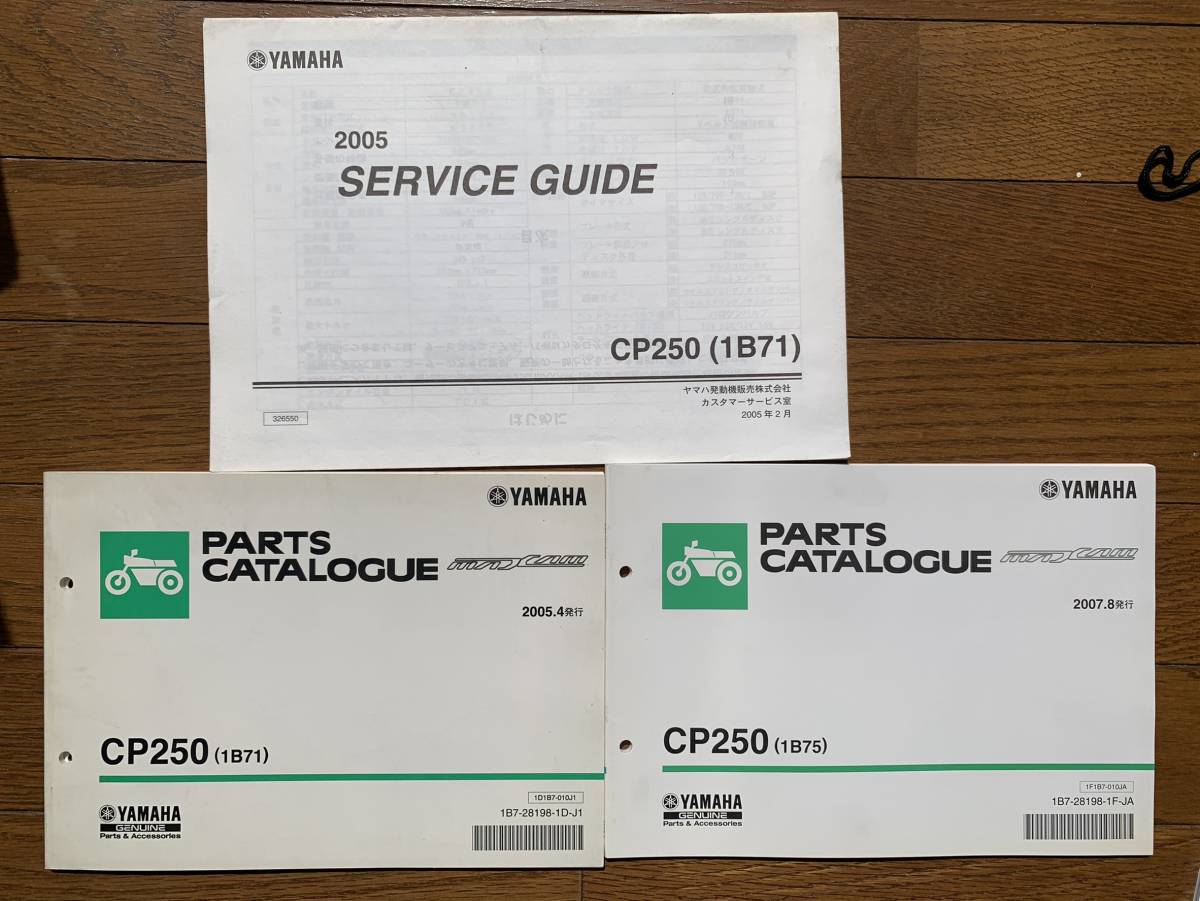 YAMAHA
2005
SERVICE GUIDE
CP250 (1B71)
ヤマハ発動機販売株式会社
カスタマーサービス室
2005年2月
326550
YAMAHA
PARTS
CATALOGUE MAXAM
2005.4発行
CP250 (1B71)
YAMAHA
GENUINE
Parts & Accessories
1D1B7-010J1
1B7-28198-1D-J1
YAMAHA
PARTS
CATALOGUE MAXAM
2007.8発行
CP250 (1B75)
YAMAHA
GENUINE
Parts & Accessories
1F1B7-010JA
1B7-28198-1F-JA